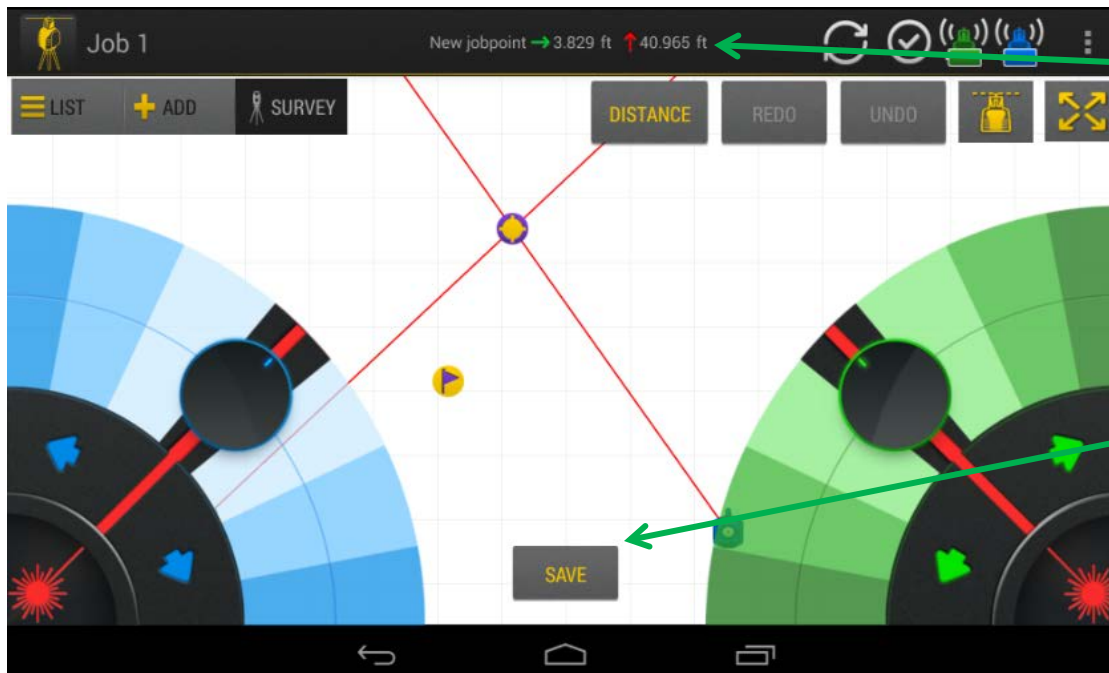 Job 1
New jobpoint → 3.829 ft ↑ 40.965 ft
LIST ADD SURVEY DISTANCE REDO UNDO
SAVE